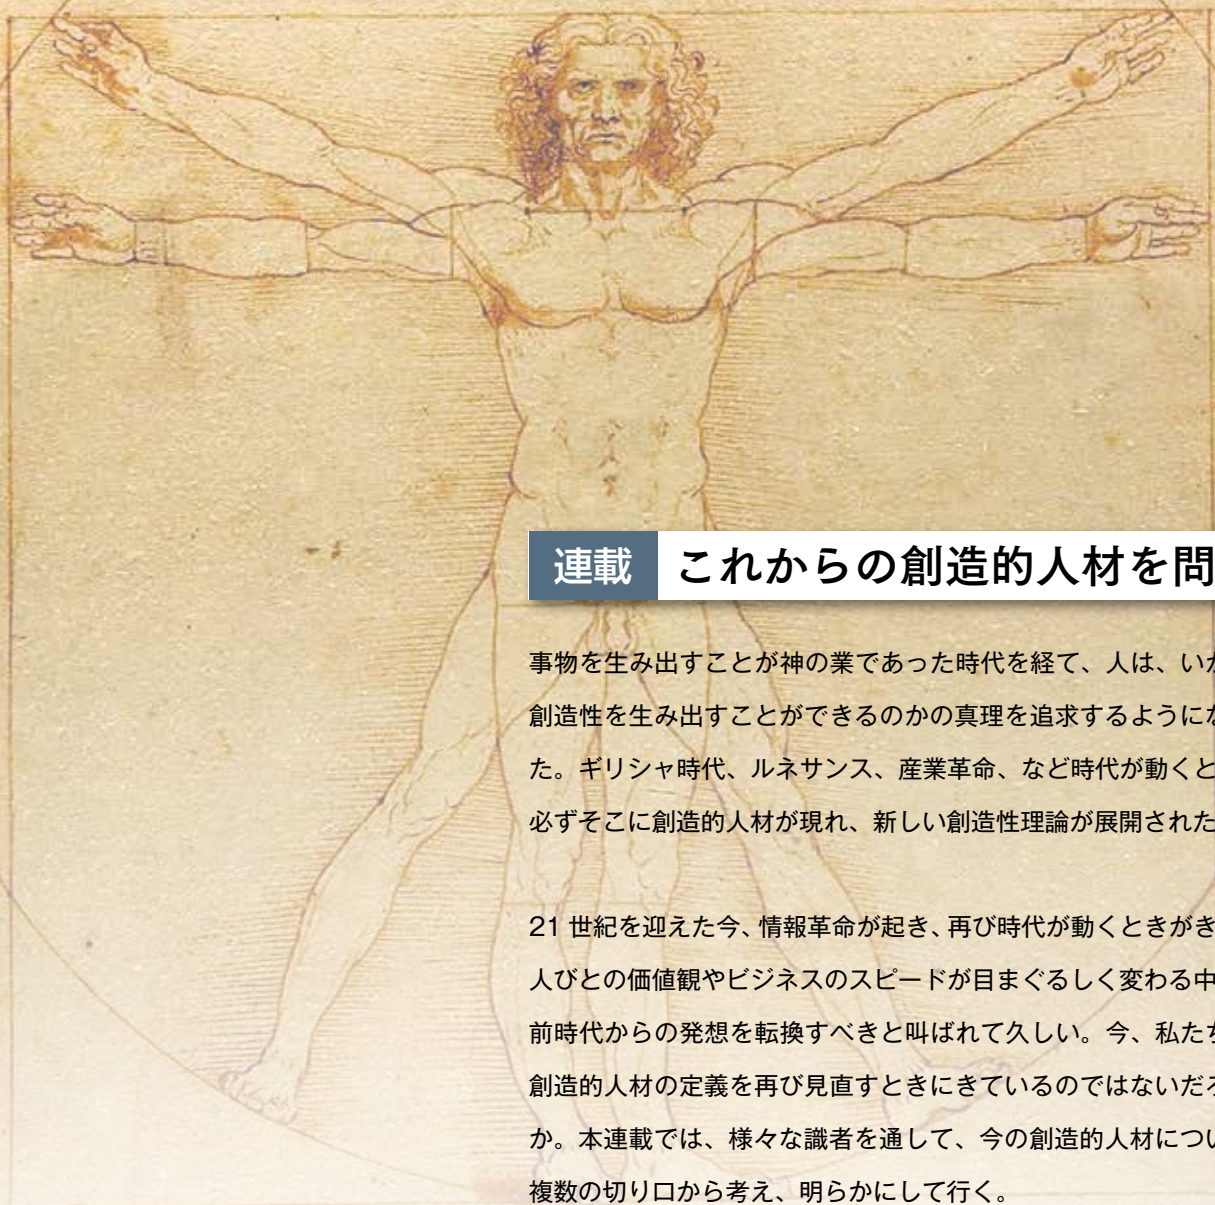 連載 これからの創造的人材を問
事物を生み出すことが神の業であった時代を経て、人は、いか
創造性を生み出すことができるのかの真理を追求するようにな
た。ギリシャ時代、ルネサンス、産業革命、など時代が動くと
必ずそこに創造的人材が現れ、新しい創造性理論が展開された
21 世紀を迎えた今、情報革命が起き、再び時代が動くときがき
人びとの価値観やビジネスのスピードが目まぐるしく変わる中
前時代からの発想を転換すべきと叫ばれて久しい。今、私たち
創造的人材の定義を再び見直すときにきているのではないだろ
か。本連載では、様々な識者を通して、今の創造的人材につい
複数の切り口から考え、明らかにして行く。